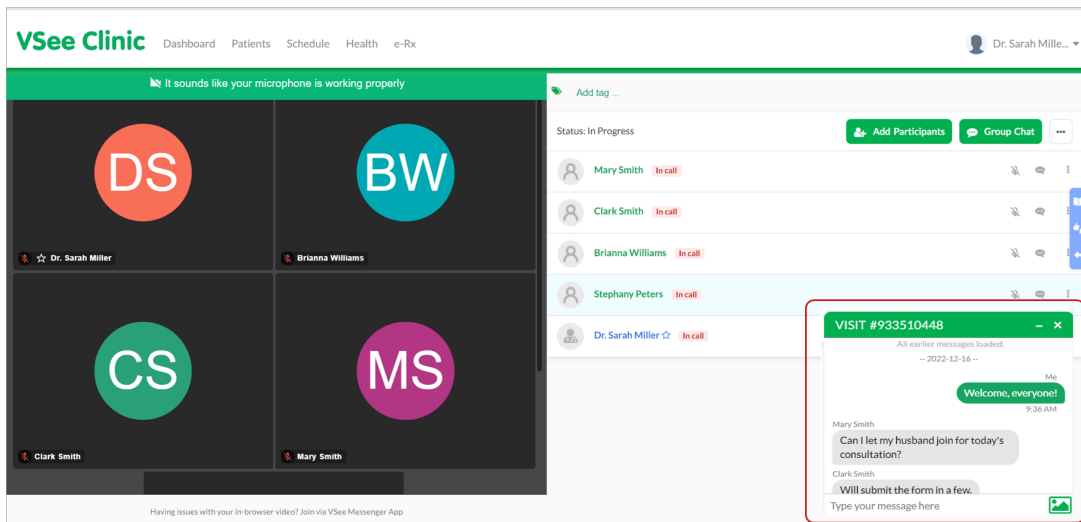 VSee Clinic Dashboard Patients Schedule Health e-Rx Dr. Sarah Mille...
It sounds like your microphone is working properly
DS
BW
Dr. Sarah Miller
Brianna Williams
CS
MS
Clark Smith
Mary Smith
Having issues with your in-browser video? Join via VSee Messenger App
Add tag ...
Status: In Progress Add Participants Group Chat
Mary Smith In call
Clark Smith In call
Brianna Williams In call
Stephany Peters In call
Dr. Sarah Miller In call
VISIT #933510448
All earlier messages loaded.
-- 2022-12-16 --
Me
Welcome, everyone!
9:36 AM
Mary Smith
Can I let my husband join for today's
consultation?
Clark Smith
Will submit the form in a few.
Type your message here